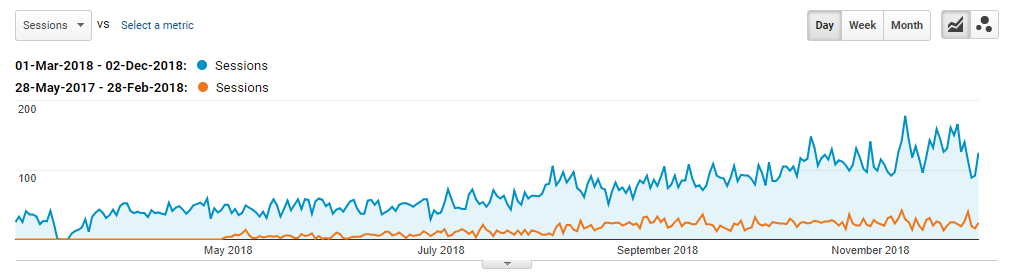 Sessions VS Select a metric Day Week Month
01-Mar-2018 - 02-Dec-2018: Sessions
28-May-2017 - 28-Feb-2018: Sessions
200
100
May 2018 July 2018 September 2018 November 2018